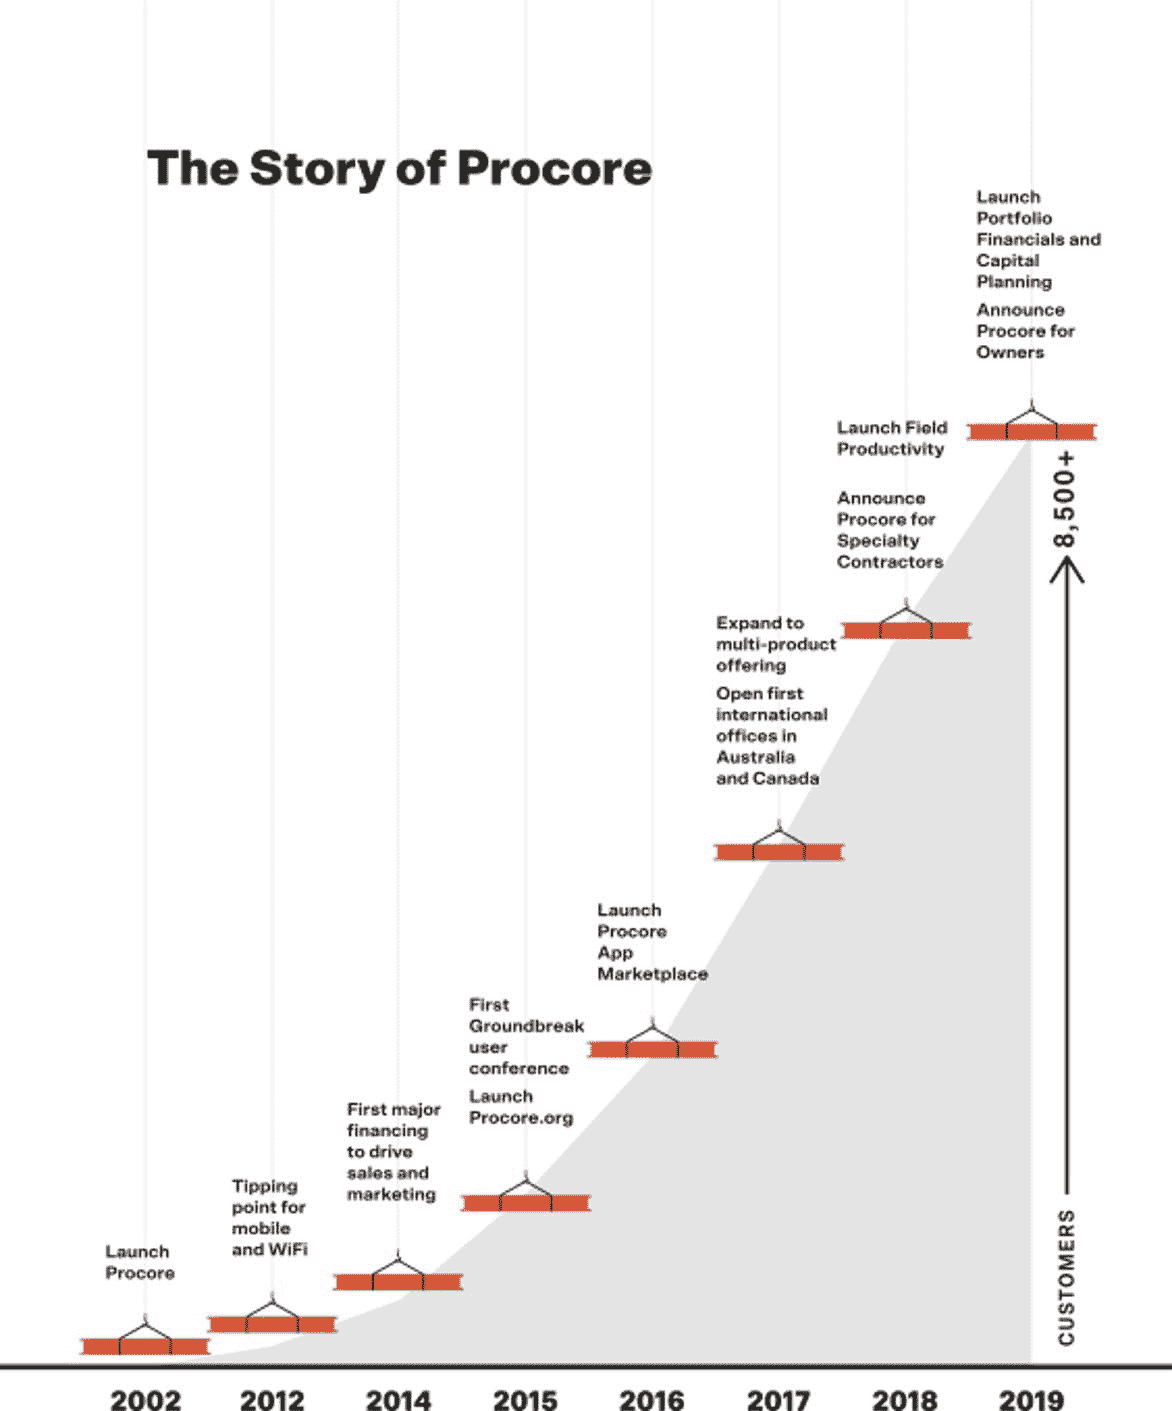 The Story of Procore
Launch
Portfolio
Financials and
Capital
Planning
Announce
Procore for
Owners
Launch Field
Productivity
Announce
Procore for
Specialty
Contractors
Expand to
multi-product
offering
Open first
international
offices in
Australia
and Canada
Launch
Procore
App
Marketplace
First
Groundbreak
user
conference
Launch
Procore.org
First major
financing
to drive
sales and
marketing
Tipping
point for
mobile
and WiFi
Launch
Procore
8,500+
CUSTOMERS
2002 2012 2014 2015 2016 2017 2018 2019